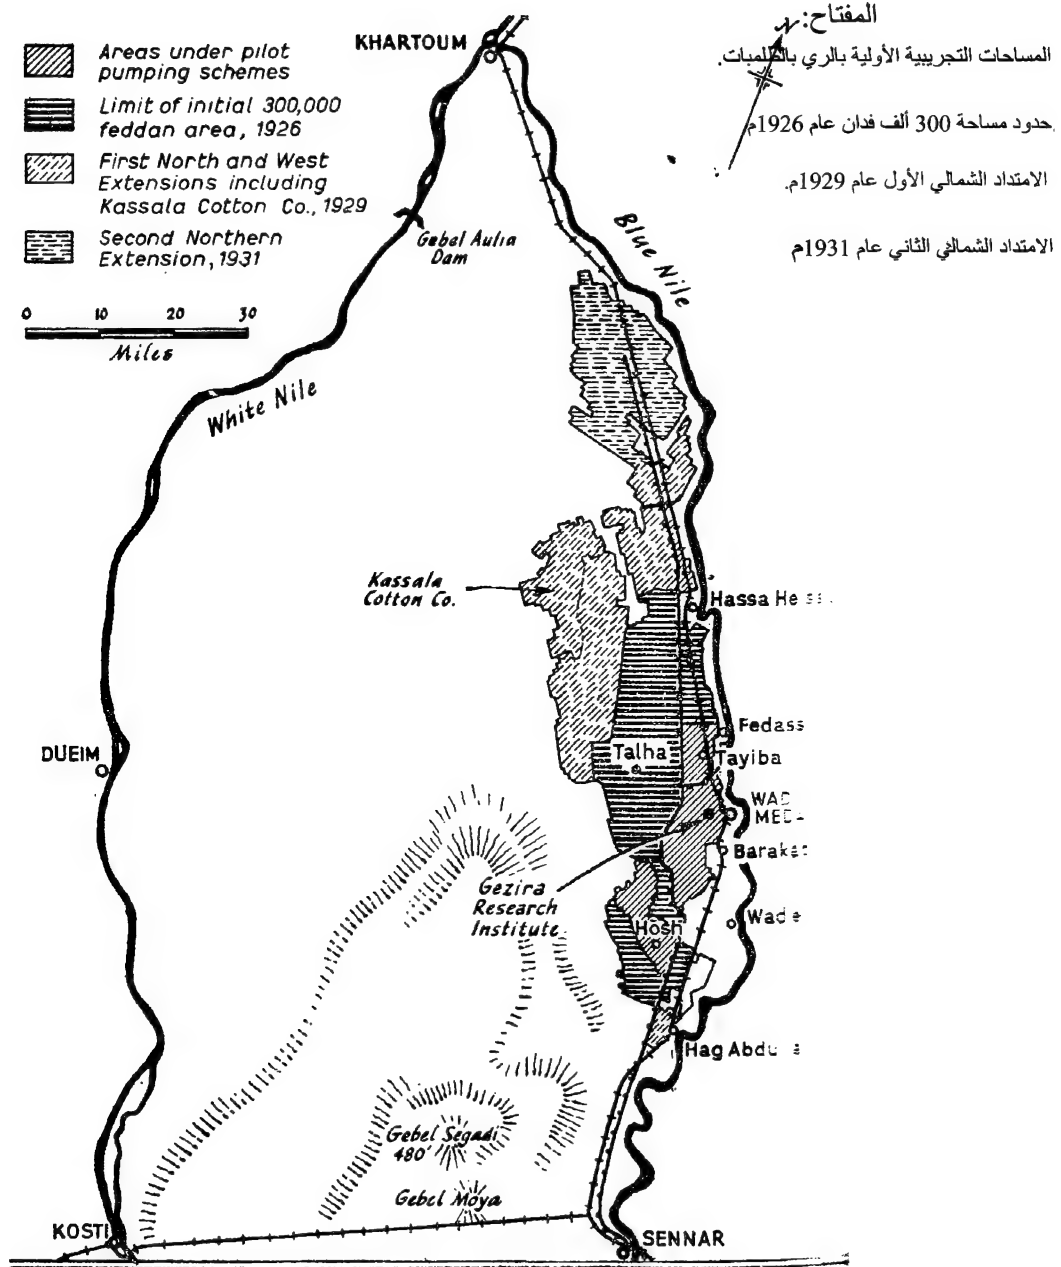 KHARTOUM
المفتاح:
Areas under pilot
pumping schemes
المساحات التجريبية الأولية بالري بالطلمبات.
Limit of initial 300,000
feddan area, 1926
حدود مساحة 300 ألف فدان عام 1926م
First North and West
Extensions including
Kassala Cotton Co., 1929
الامتداد الشمالي الأول عام 1929م.
Second Northern
Extension, 1931
الامتداد الشمالي الثاني عام 1931م
Gebel Aulia
Dam
Blue Nile
0 10 20 30
Miles
White Nile
Kassala
Cotton Co.
Hassa
Fedass
DUEIM
Talha
Tayiba
WAD
MED
Barakat
Gezira
Research
Institute
Wad
Hosh
Hag Abdu
Gebel Segadi
480'
Gebel Moya
KOSTI
SENNAR